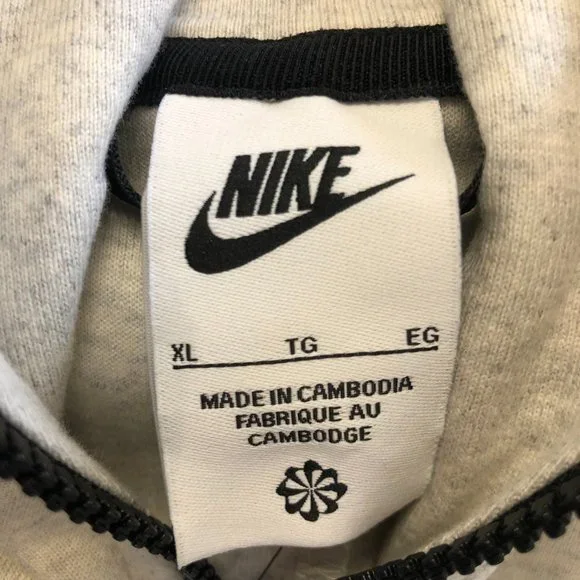 NIKE
XL TG EG
MADE IN CAMBODIA
FABRIQUE AU
CAMBODGE